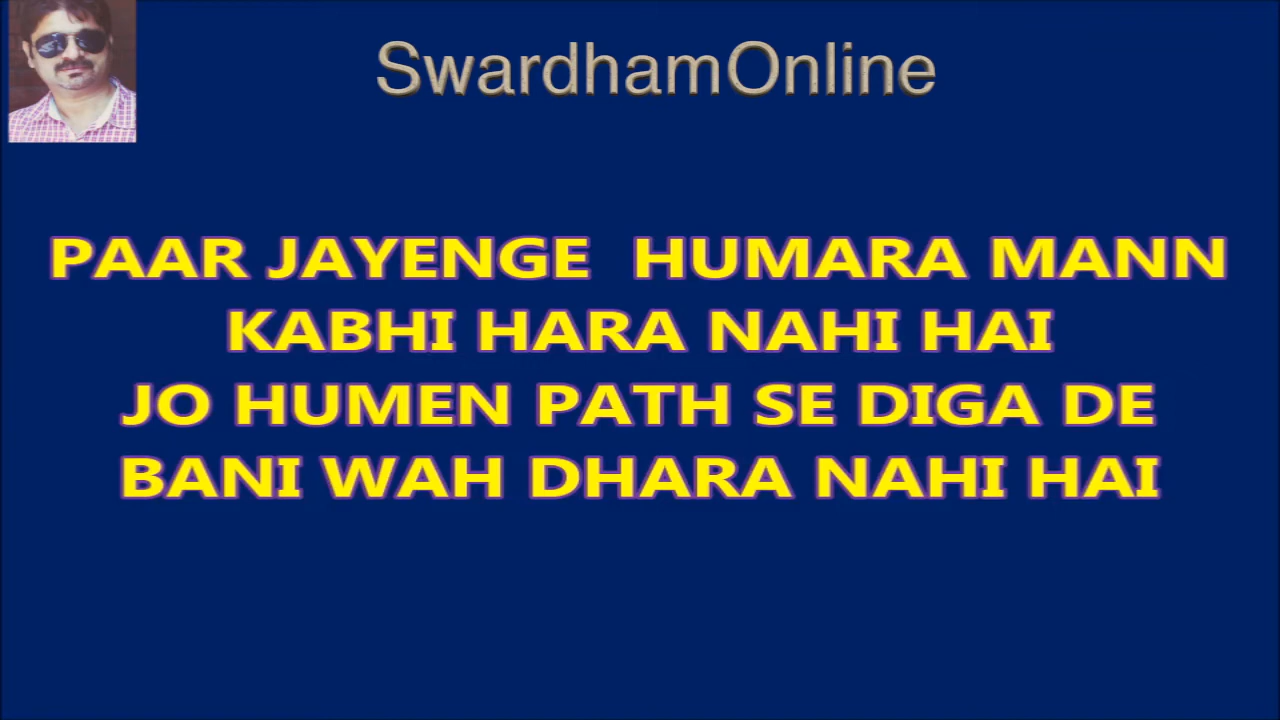 SwardhamOnline
PAAR JAYENGE HUMARA MANN
KABHI HARA NAHI HAI
JO HUMEN PATH SE DIGA DE
BANI WAH DHARA NAHI HAI